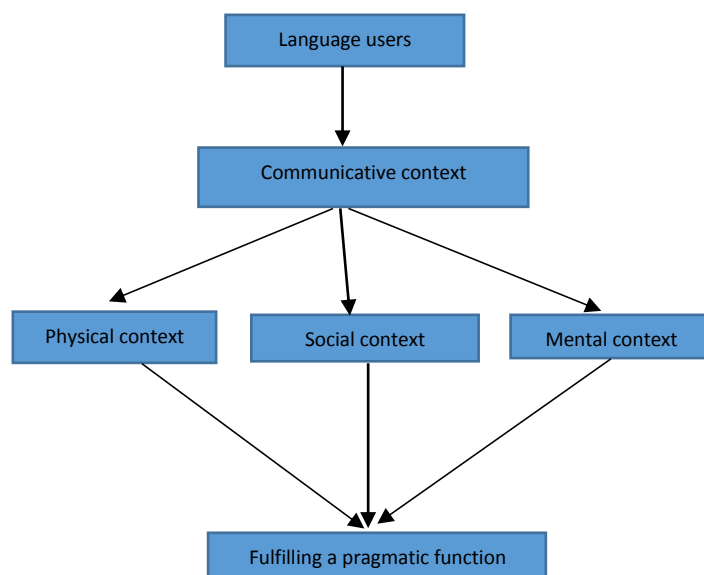 Language users
Communicative context
Physical context
Social context
Mental context
Fulfilling a pragmatic function